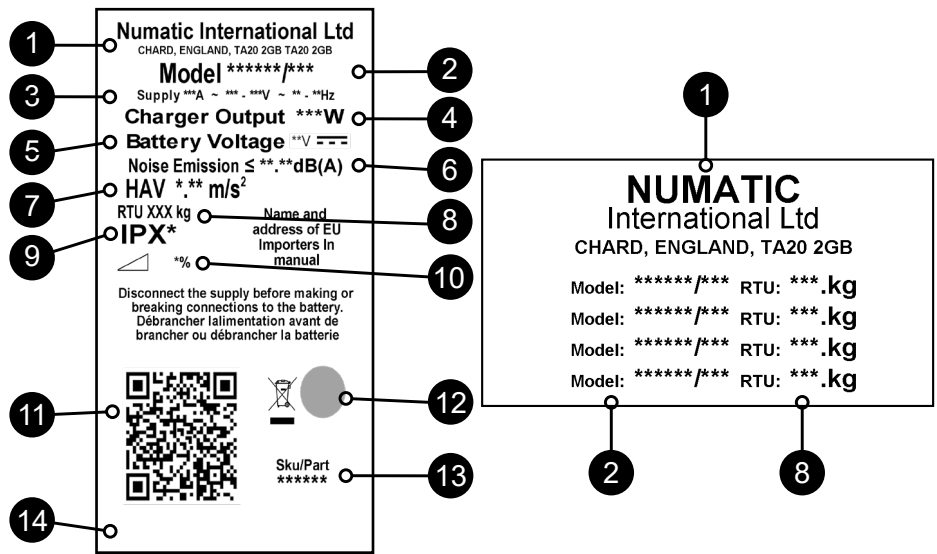 1
Numatic International Ltd
CHARD, ENGLAND, TA20 2GB TA20 2GB
Model ******/***
2
3
Supply ***A ~ *** - ***V ~ ** - **Hz
Charger Output ***W
4
5
Battery Voltage **V
Noise Emission ≤ **.**dB(A)
6
7
HAV *.** m/s²
RTU XXX kg
8
9
IPX*
Name and
address of EU
Importers In
manual
*%
10
Disconnect the supply before making or
breaking connections to the battery.
Débrancher lalimentation avant de
brancher ou débrancher la batterie
11
12
Sku/Part
******
13
14
1
NUMATIC
International Ltd
CHARD, ENGLAND, TA20 2GB
Model: ******/*** RTU: ***.kg
Model: ******/*** RTU: ***.kg
Model: ******/*** RTU: ***.kg
Model: ******/*** RTU: ***.kg
2
8